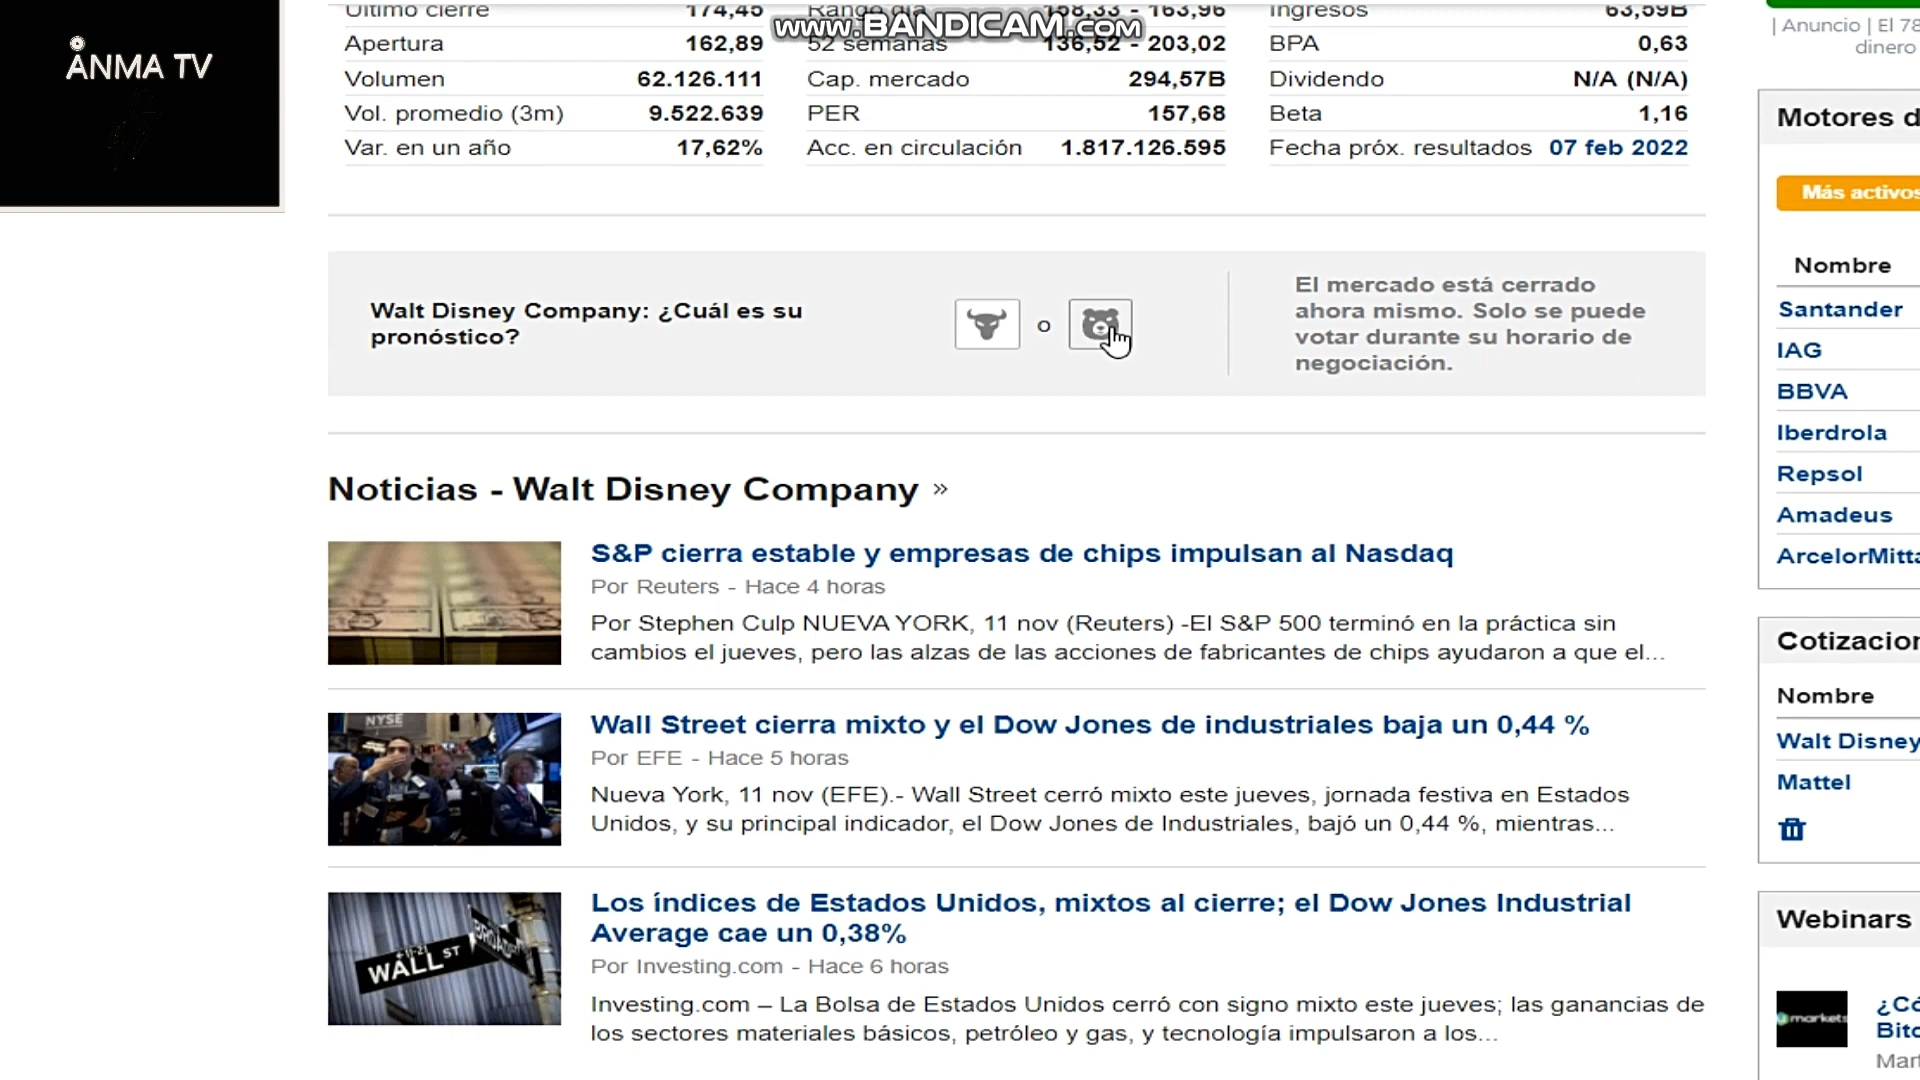 Último cierre 174,45 Rango día 158,33 - 163,96 Ingresos 63,59B
www.BANDICAM.com
| Anuncio | El 78
dinero
ANMA TV
Apertura 162,89 52 semanas 136,52 - 203,02 BPA 0,63
Volumen 62.126.111 Cap. mercado 294,57B Dividendo N/A (N/A)
Vol. promedio (3m) 9.522.639 PER 157,68 Beta 1,16
Var. en un año 17,62% Acc. en circulación 1.817.126.595 Fecha próx. resultados 07 feb 2022
Walt Disney Company: ¿Cuál es su
pronóstico?
o
El mercado está cerrado
ahora mismo. Solo se puede
votar durante su horario de
negociación.
Noticias - Walt Disney Company »
S&P cierra estable y empresas de chips impulsan al Nasdaq
Por Reuters - Hace 4 horas
Por Stephen Culp NUEVA YORK, 11 nov (Reuters) -El S&P 500 terminó en la práctica sin
cambios el jueves, pero las alzas de las acciones de fabricantes de chips ayudaron a que el...
NYSE
Wall Street cierra mixto y el Dow Jones de industriales baja un 0,44 %
Por EFE - Hace 5 horas
Nueva York, 11 nov (EFE).- Wall Street cerró mixto este jueves, jornada festiva en Estados
Unidos, y su principal indicador, el Dow Jones de Industriales, bajó un 0,44 %, mientras...
WALL ST
Los índices de Estados Unidos, mixtos al cierre; el Dow Jones Industrial
Average cae un 0,38%
Por Investing.com - Hace 6 horas
Investing.com – La Bolsa de Estados Unidos cerró con signo mixto este jueves; las ganancias de
los sectores materiales básicos, petróleo y gas, y tecnología impulsaron a los...
Motores d
Más activos
Nombre
Santander
IAG
BBVA
Iberdrola
Repsol
Amadeus
ArcelorMitta
Cotizacion
Nombre
Walt Disney
Mattel
Webinars
markets
¿Có
Bitc
Mart